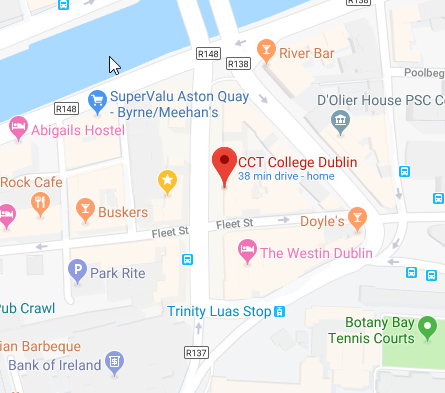 R138
R148
River Bar
R138
Poolbeg
SuperValu Aston Quay
- Byrne/Meehan's
R148
D'Olier House PSC Co
Abigails Hostel
CCT College Dublin
38 min drive - home
Rock Cafe
Buskers
Fleet St
Fleet St
Doyle's
The Westin Dublin
P
Park Rite
Pub Crawl
Trinity Luas Stop
Botany Bay
Tennis Courts
ian Barbeque
R137
Bank of Ireland